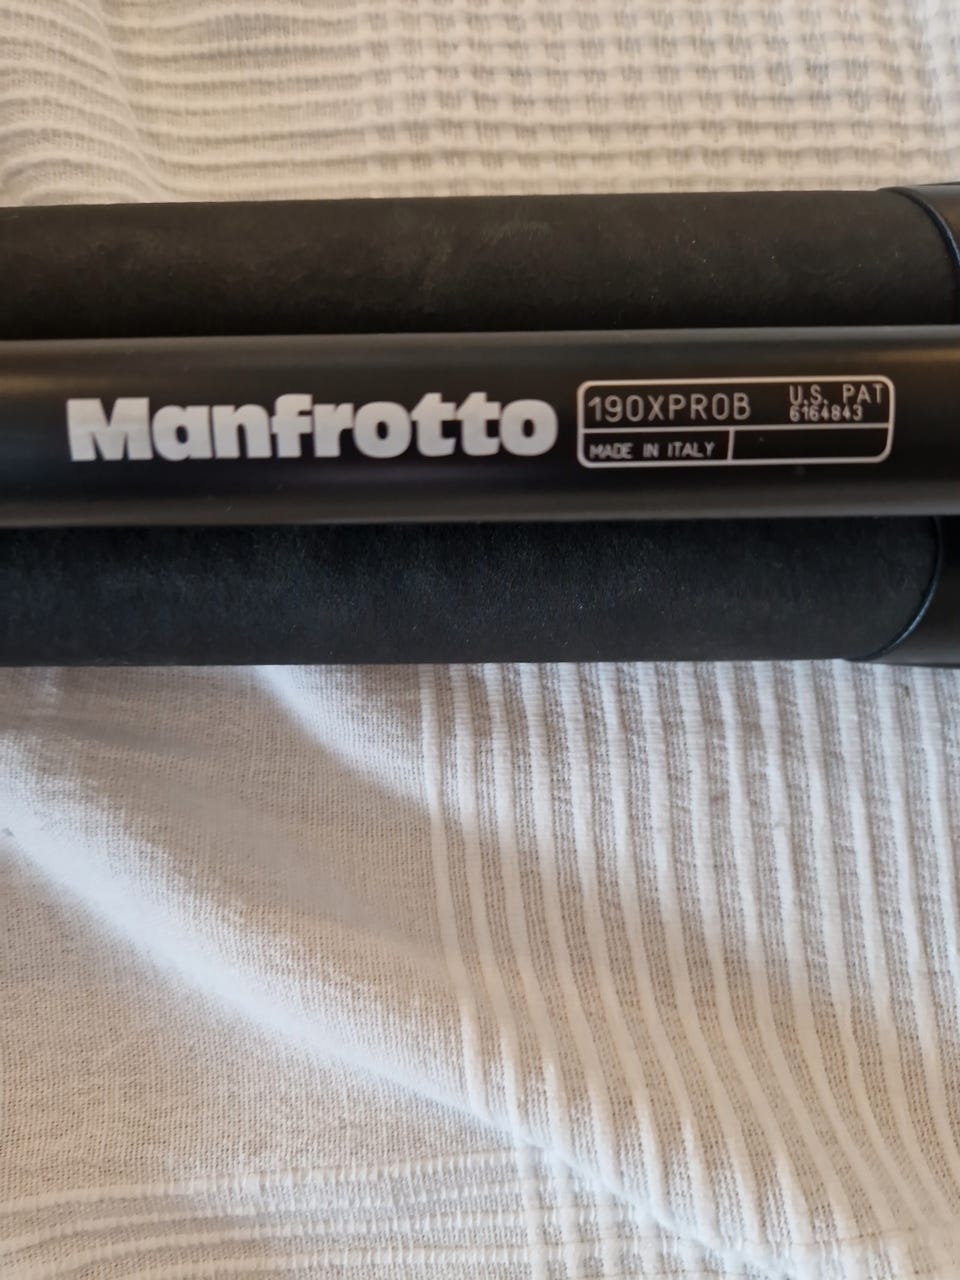 Manfrotto
190XPROB
U.S. PAT
6164843
MADE IN ITALY